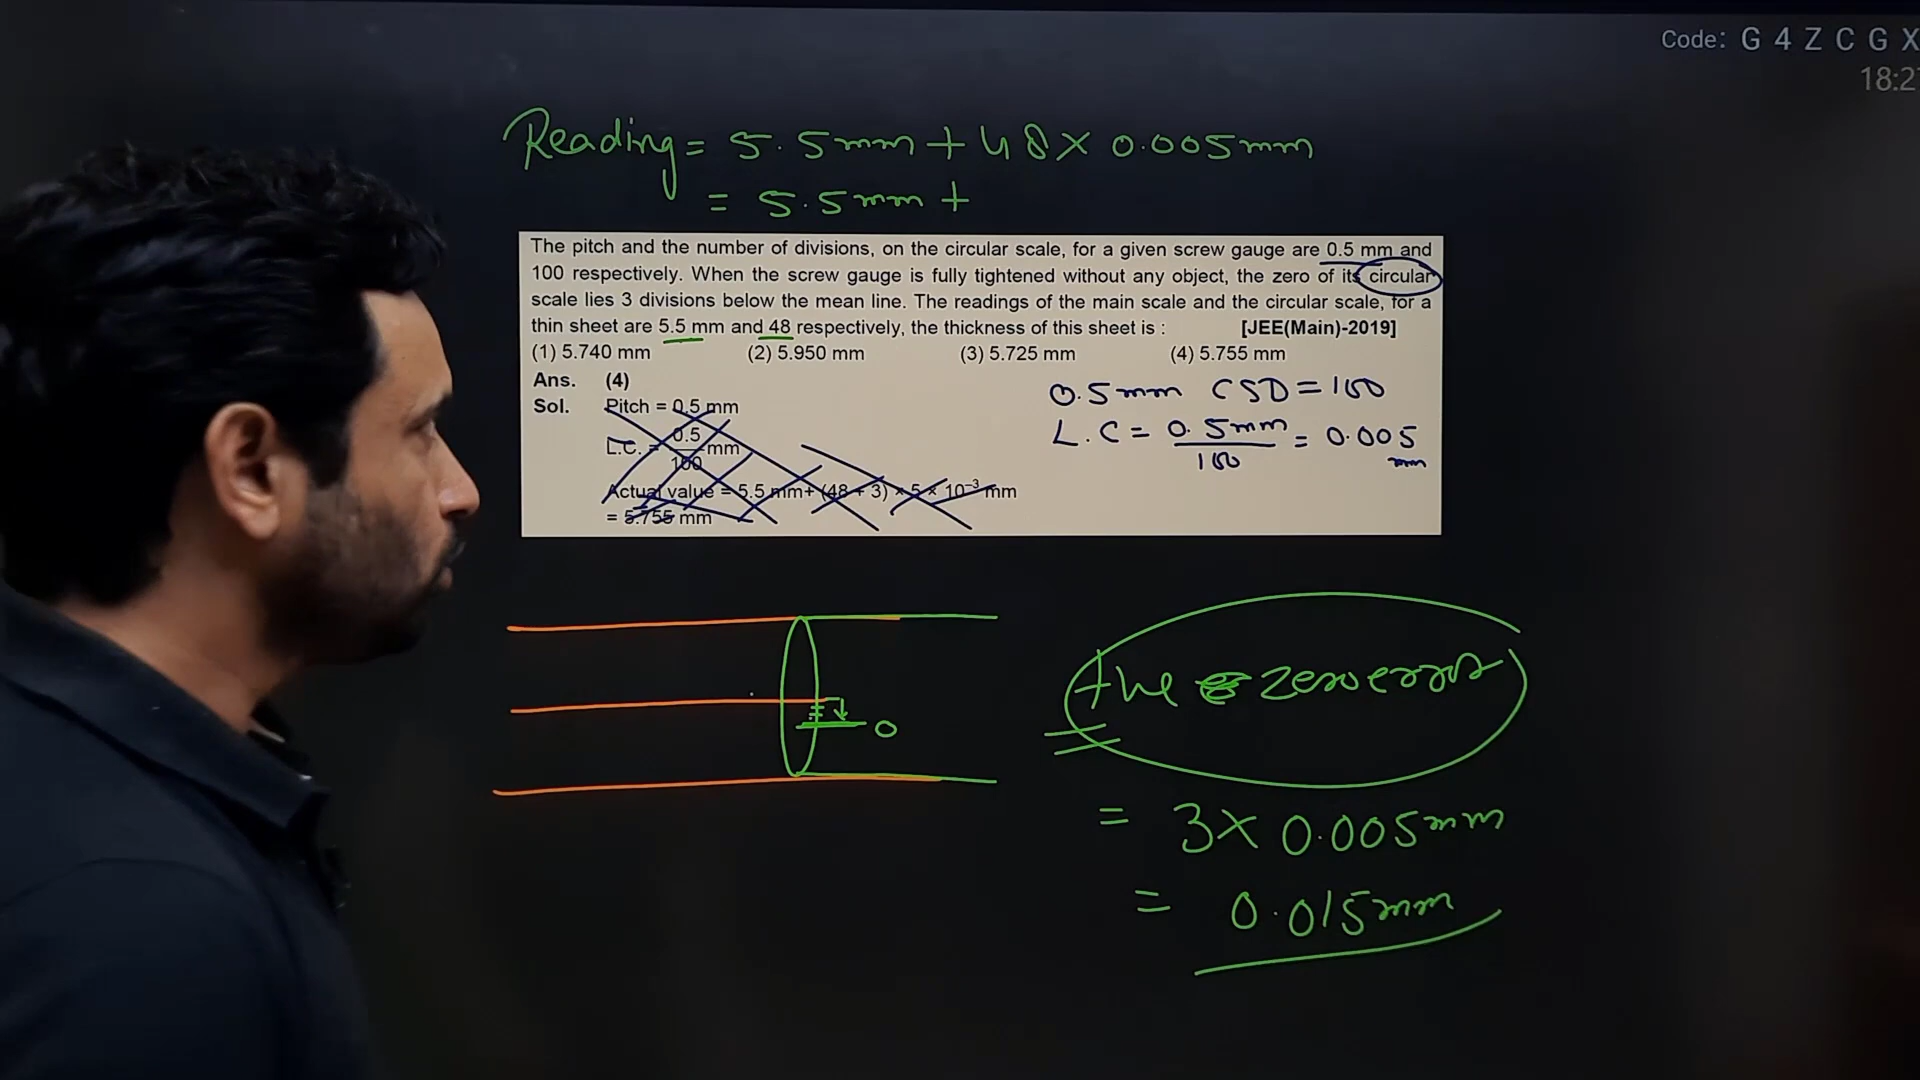 Code: G 4 Z C G X
18:2
Reading = 5.5mm + 48 × 0.005mm
= 5.5mm +
The pitch and the number of divisions, on the circular scale, for a given screw gauge are 0.5 mm and
100 respectively. When the screw gauge is fully tightened without any object, the zero of its circular
scale lies 3 divisions below the mean line. The readings of the main scale and the circular scale, for a
thin sheet are 5.5 mm and 48 respectively, the thickness of this sheet is : [JEE(Main)-2019]
(1) 5.740 mm (2) 5.950 mm (3) 5.725 mm (4) 5.755 mm
Ans. (4)
Sol. Pitch = 0.5 mm
L.C. = 0.5/100 mm
Actual value = 5.5 mm+ (48 + 3) × 5 × 10⁻³ mm
= 5.755 mm
0.5mm CSD = 100
L.C = 0.5mm/100 = 0.005 mm
0
+ve zero error
= 3 × 0.005mm
= 0.015mm